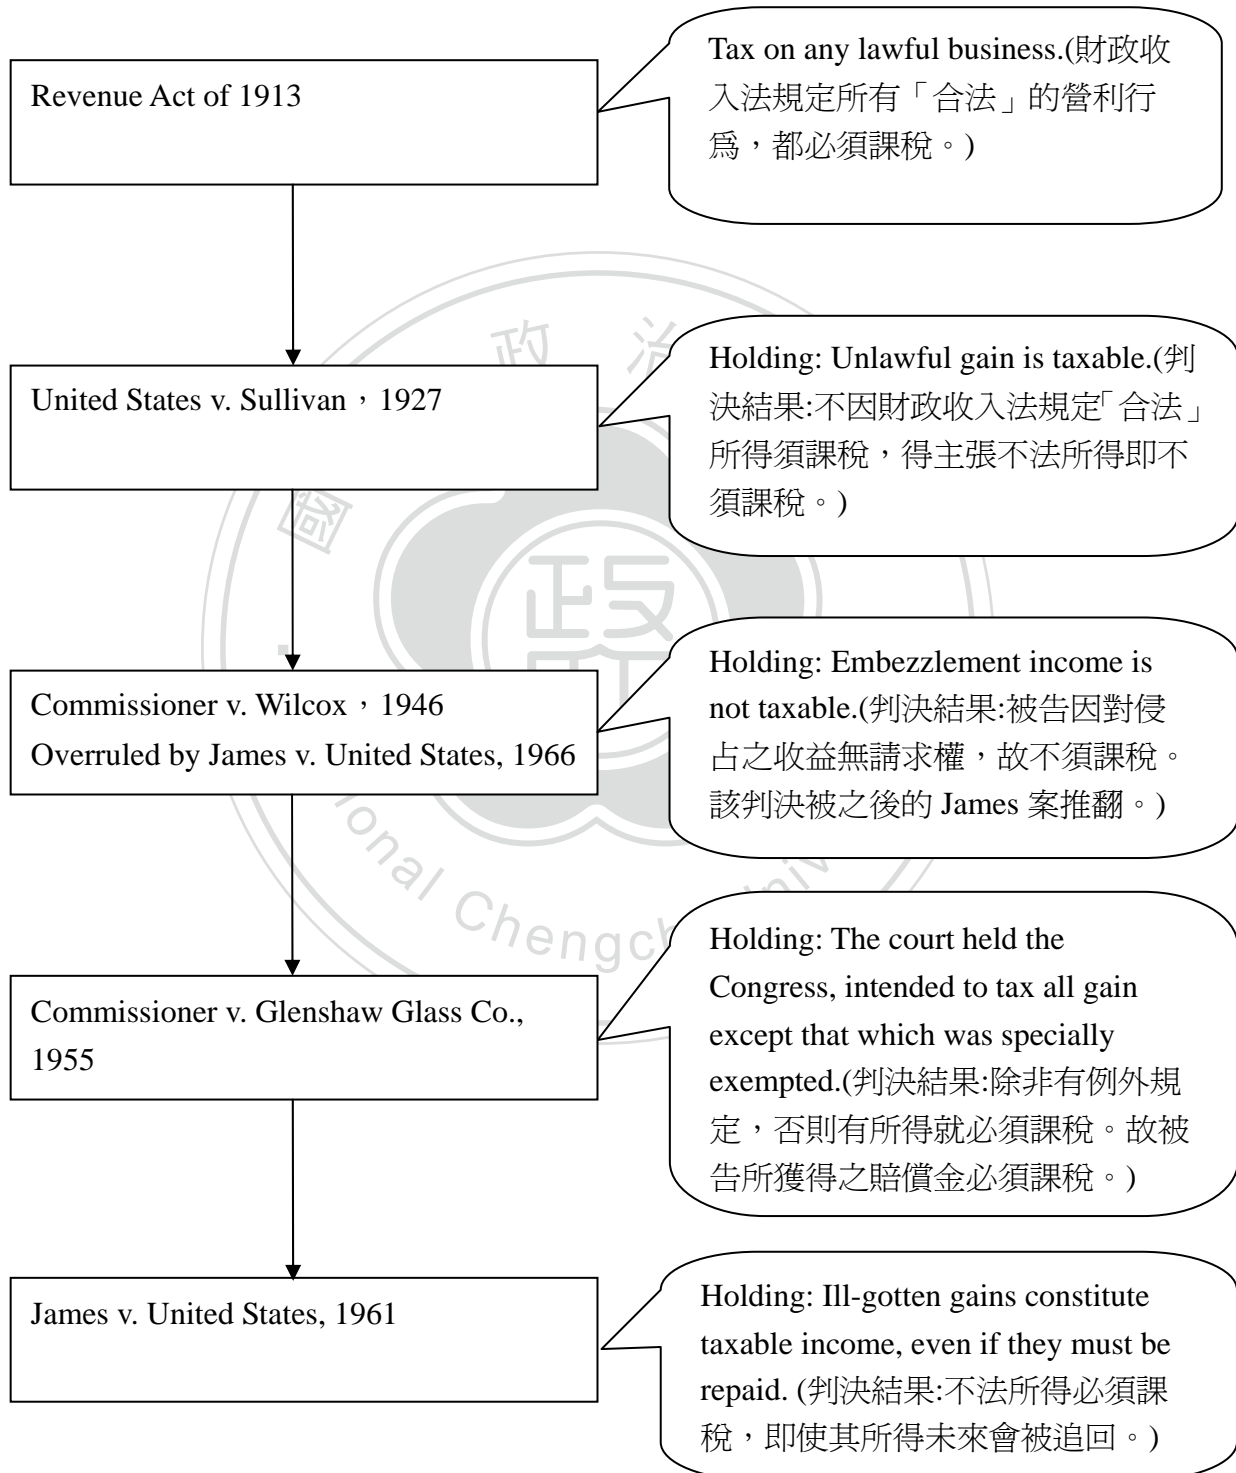 Revenue Act of 1913
Tax on any lawful business.(財政收
入法規定所有「合法」的營利行
為，都必須課稅。)
United States v. Sullivan，1927
Holding: Unlawful gain is taxable.(判
決結果:不因財政收入法規定「合法」
所得須課稅，得主張不法所得即不
須課稅。)
Commissioner v. Wilcox，1946
Overruled by James v. United States, 1966
Holding: Embezzlement income is
not taxable.(判決結果:被告因對侵
占之收益無請求權，故不須課稅。
該判決被之後的 James 案推翻。)
Commissioner v. Glenshaw Glass Co.,
1955
Holding: The court held the
Congress, intended to tax all gain
except that which was specially
exempted.(判決結果:除非有例外規
定，否則有所得就必須課稅。故被
告所獲得之賠償金必須課稅。)
James v. United States, 1961
Holding: Ill-gotten gains constitute
taxable income, even if they must be
repaid. (判決結果:不法所得必須課
稅，即使其所得未來會被追回。)
國 政 治
政
Chengch